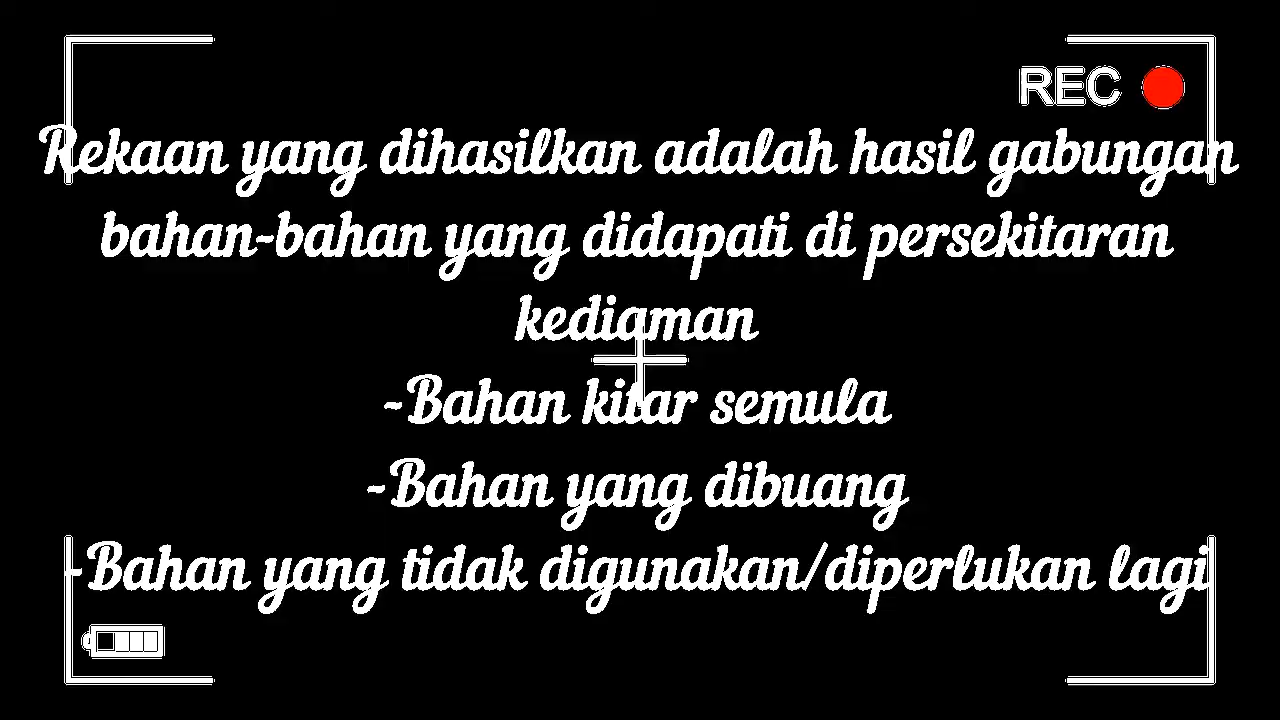 REC
Rekaan yang dihasilkan adalah hasil gabungan
bahan-bahan yang didapati di persekitaran
kediaman
-Bahan kitar semula
-Bahan yang dibuang
-Bahan yang tidak digunakan/diperlukan lagi